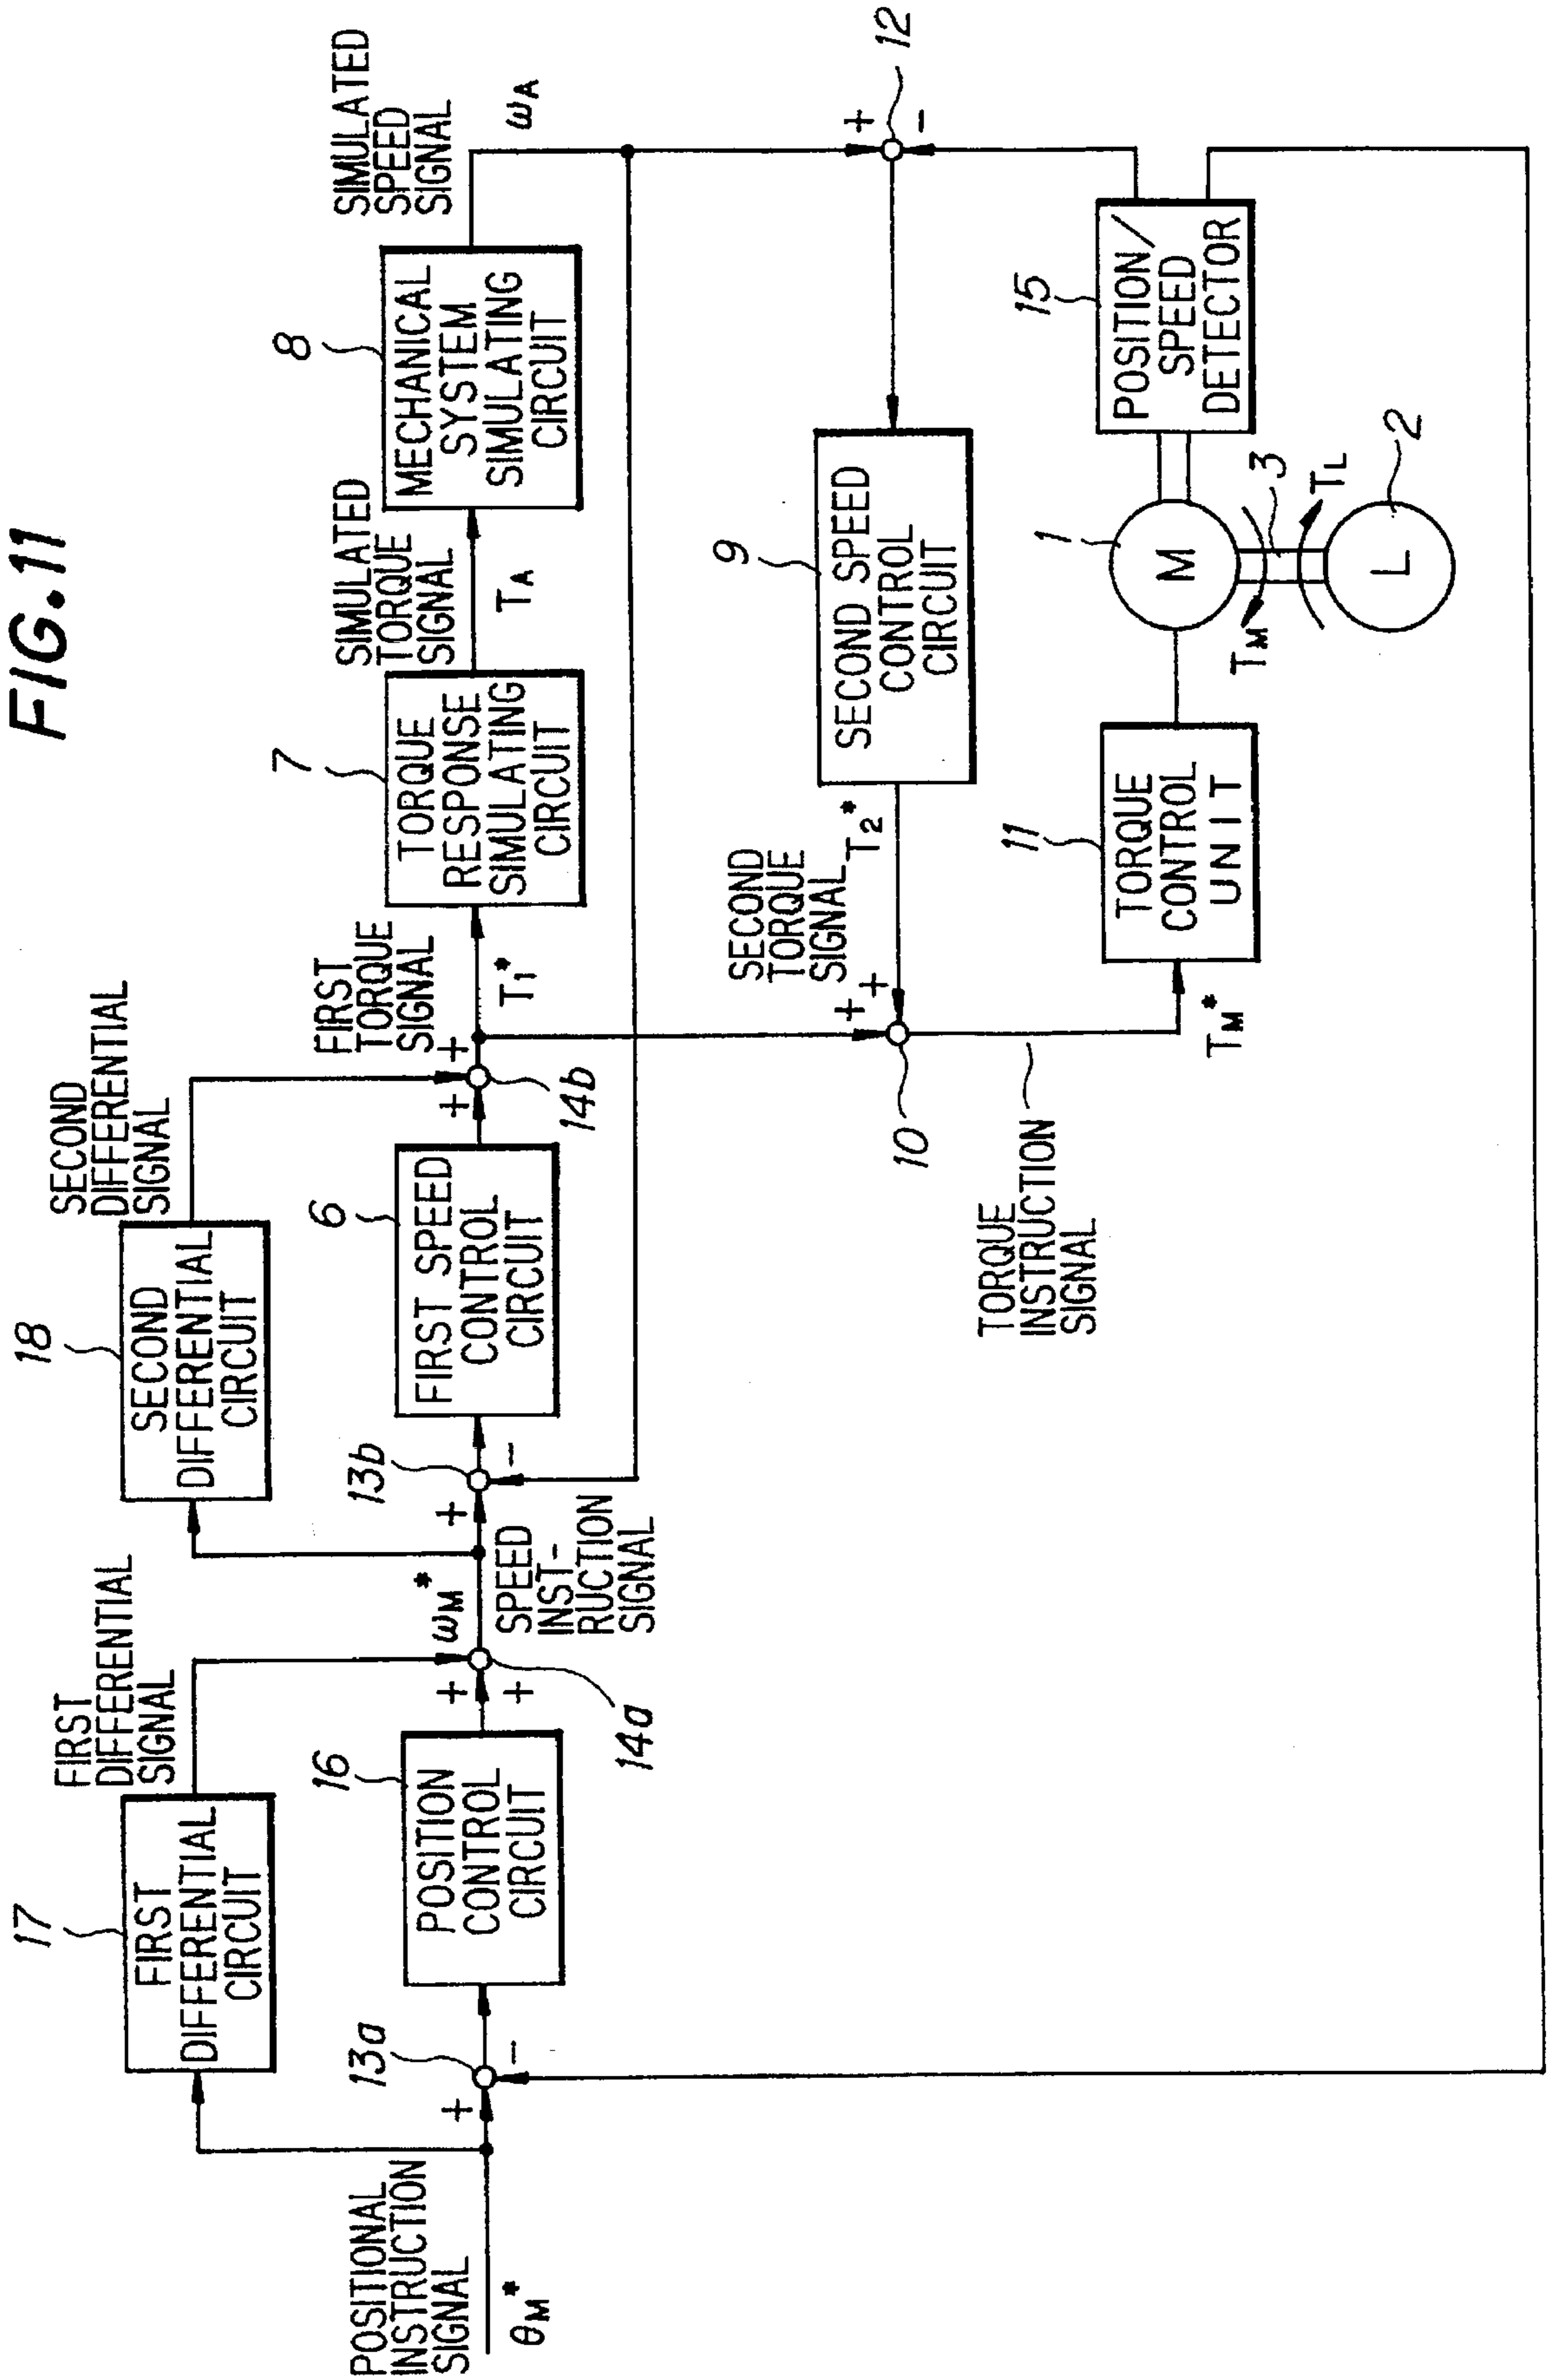 FIG.11
POSITIONAL
INSTRUCTION
SIGNAL
θM*
17
FIRST
DIFFERENTIAL
CIRCUIT
FIRST
DIFFERENTIAL
SIGNAL
13a
+
-
16
POSITION
CONTROL
CIRCUIT
+
+
14a
ωM*
SPEED
INST-
RUCTION
SIGNAL
18
SECOND
DIFFERENTIAL
CIRCUIT
SECOND
DIFFERENTIAL
SIGNAL
13b
+
-
6
FIRST SPEED
CONTROL
CIRCUIT
+
+
14b
FIRST
TORQUE
SIGNAL
T1*
7
TORQUE
RESPONSE
SIMULATING
CIRCUIT
SIMULATED
TORQUE
SIGNAL
TA
8
MECHANICAL
SYSTEM
SIMULATING
CIRCUIT
SIMULATED
SPEED
SIGNAL
ωA
+
-
12
9
SECOND SPEED
CONTROL
CIRCUIT
SECOND
TORQUE
SIGNAL
T2*
+
+
10
TORQUE
INSTRUCTION
SIGNAL
TM*
11
TORQUE
CONTROL
UNIT
1
M
TM
3
TL
2
L
15
POSITION/
SPEED
DETECTOR